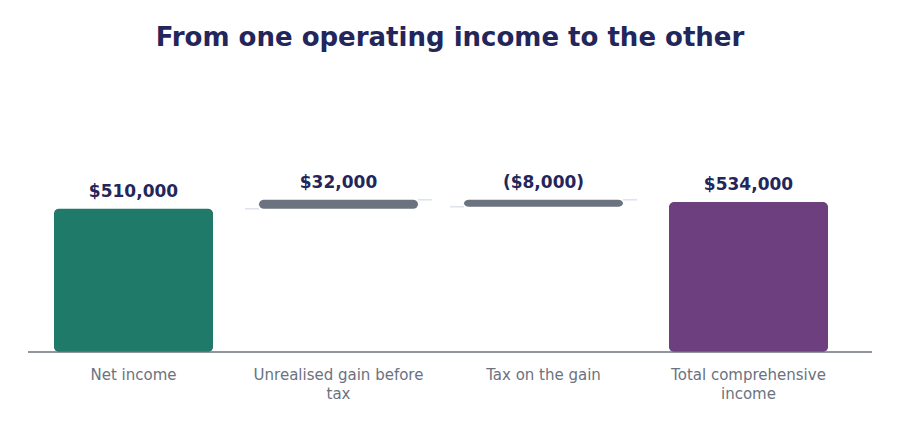 From one operating income to the other
$510,000
$32,000
($8,000)
$534,000
Net income
Unrealised gain before
tax
Tax on the gain
Total comprehensive
income